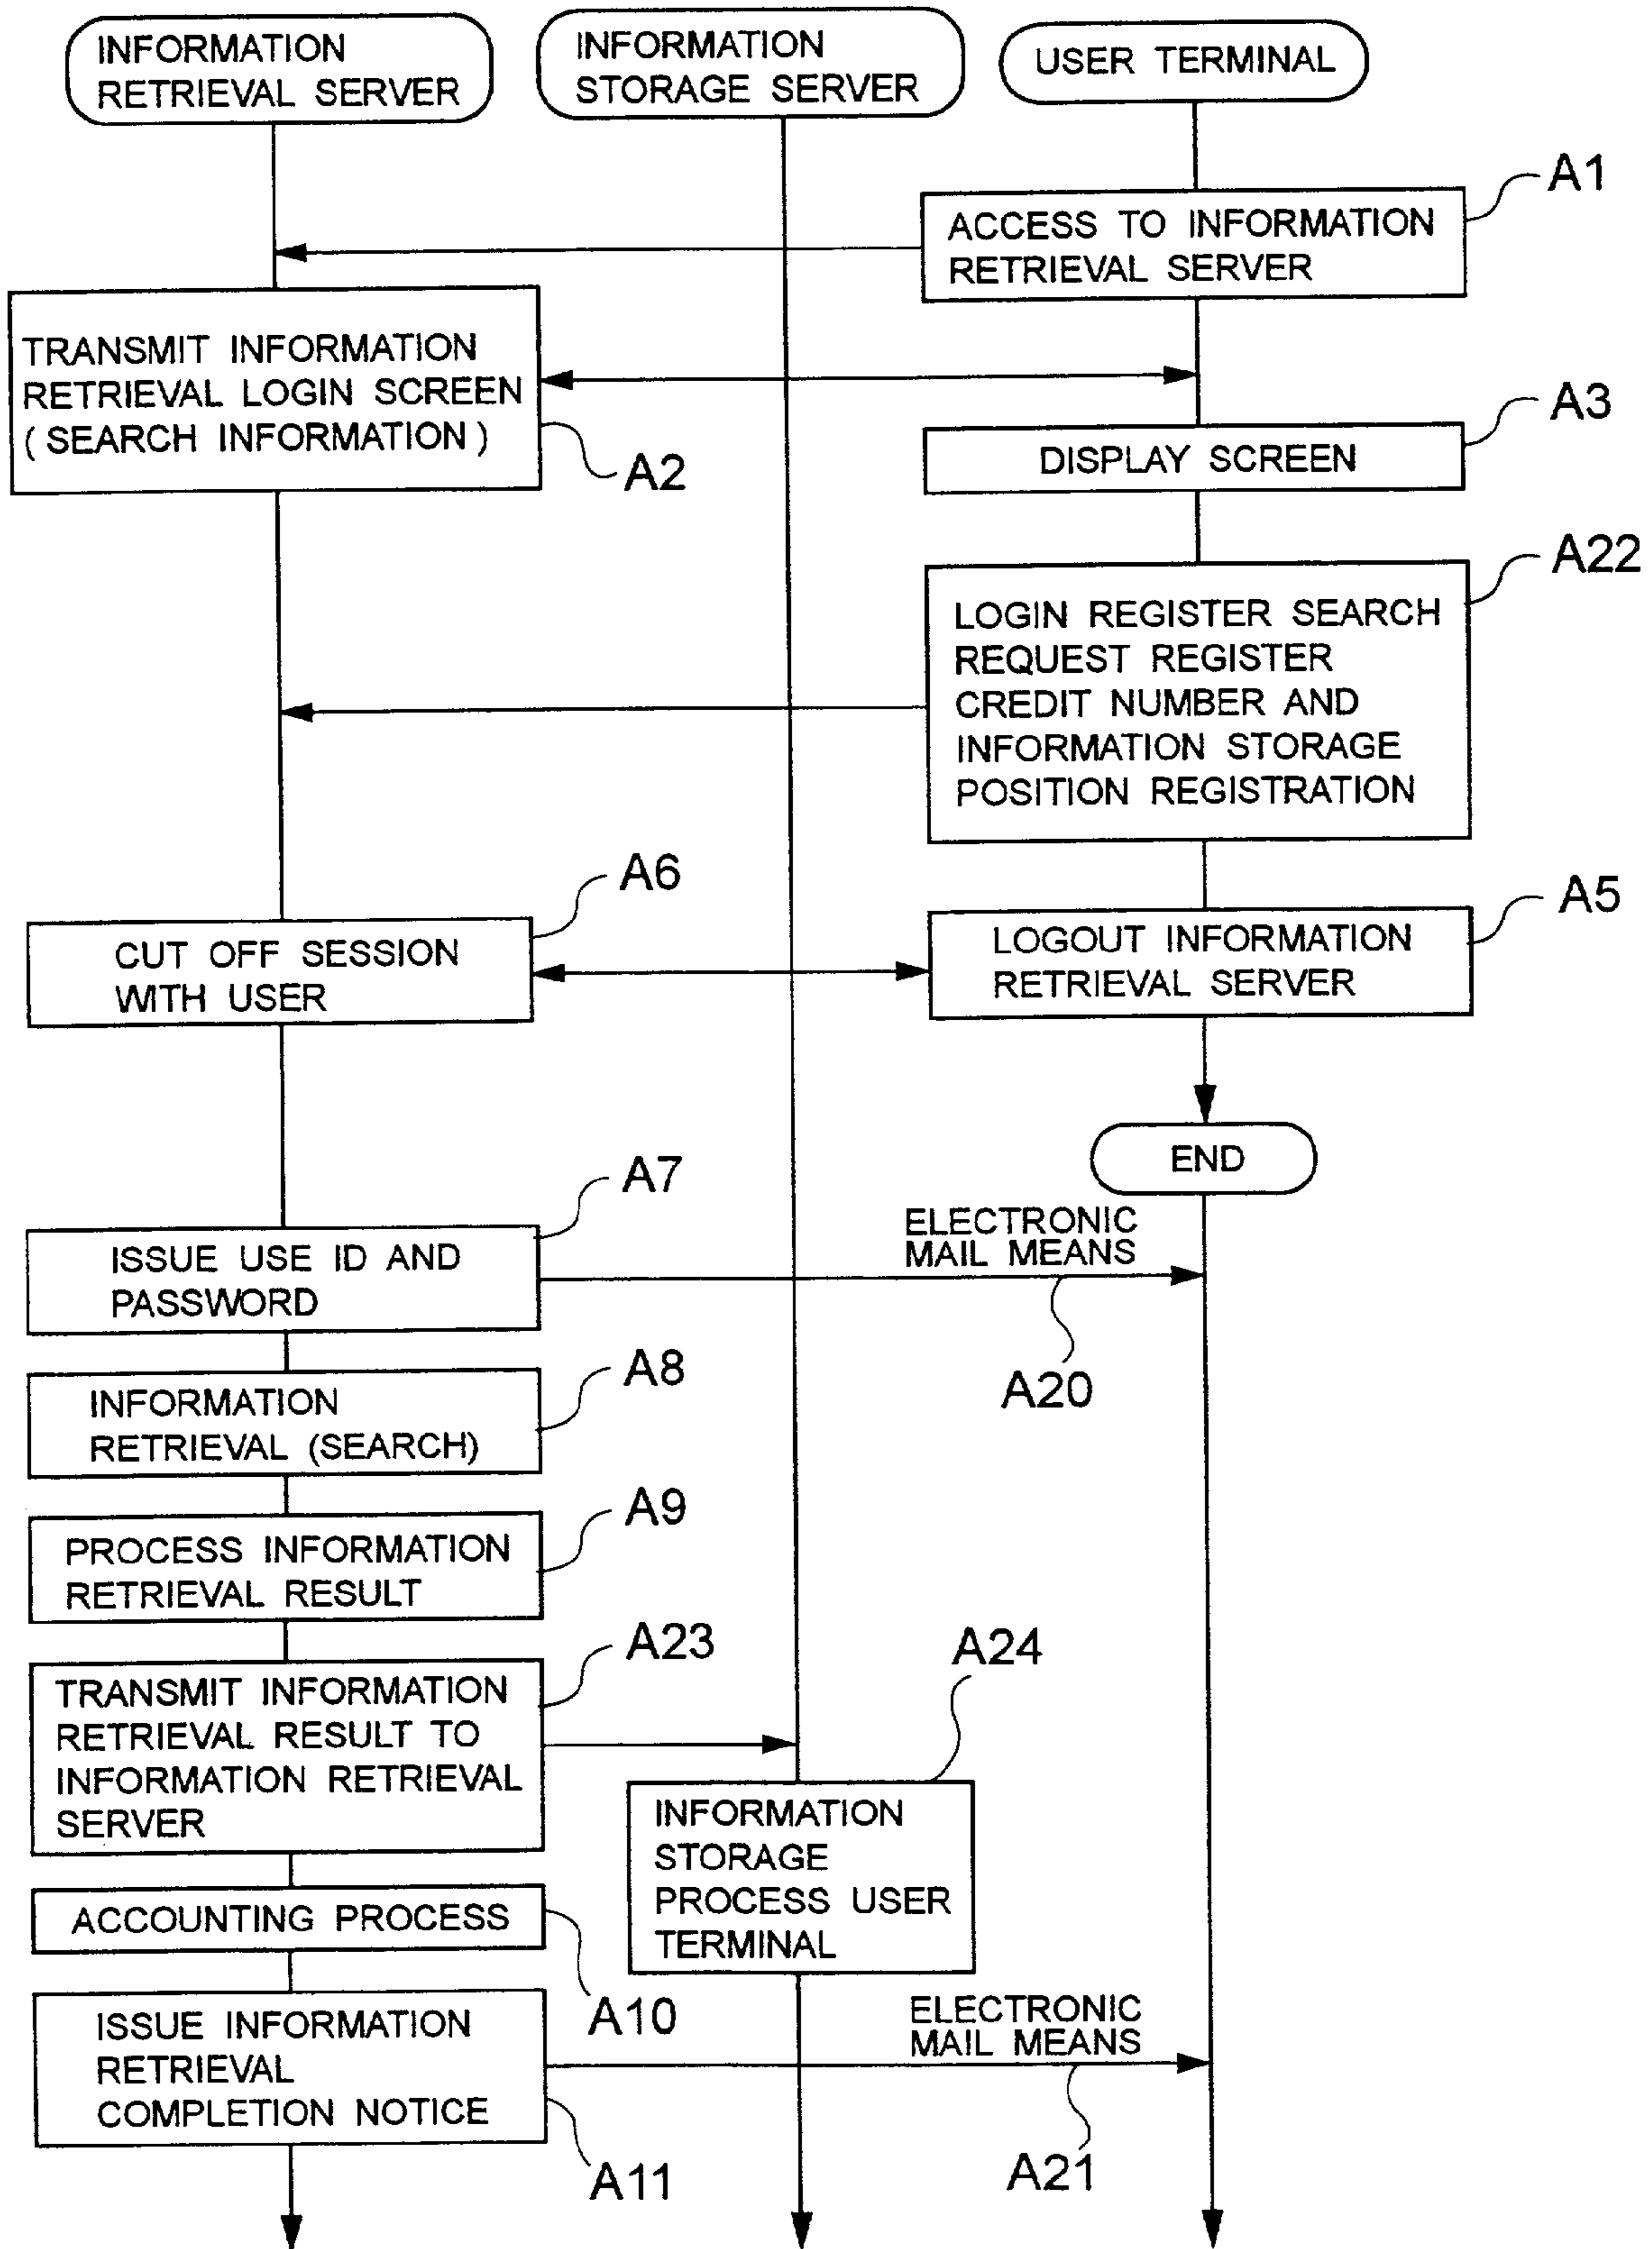 INFORMATION
RETRIEVAL SERVER
INFORMATION
STORAGE SERVER
USER TERMINAL
A1
ACCESS TO INFORMATION
RETRIEVAL SERVER
TRANSMIT INFORMATION
RETRIEVAL LOGIN SCREEN
( SEARCH INFORMATION )
A2
A3
DISPLAY SCREEN
A22
LOGIN REGISTER SEARCH
REQUEST REGISTER
CREDIT NUMBER AND
INFORMATION STORAGE
POSITION REGISTRATION
A6
CUT OFF SESSION
WITH USER
A5
LOGOUT INFORMATION
RETRIEVAL SERVER
END
A7
ISSUE USE ID AND
PASSWORD
ELECTRONIC
MAIL MEANS
A20
A8
INFORMATION
RETRIEVAL (SEARCH)
A9
PROCESS INFORMATION
RETRIEVAL RESULT
A23
TRANSMIT INFORMATION
RETRIEVAL RESULT TO
INFORMATION RETRIEVAL
SERVER
A24
INFORMATION
STORAGE
PROCESS USER
TERMINAL
ACCOUNTING PROCESS
A10
ISSUE INFORMATION
RETRIEVAL
COMPLETION NOTICE
A11
ELECTRONIC
MAIL MEANS
A21